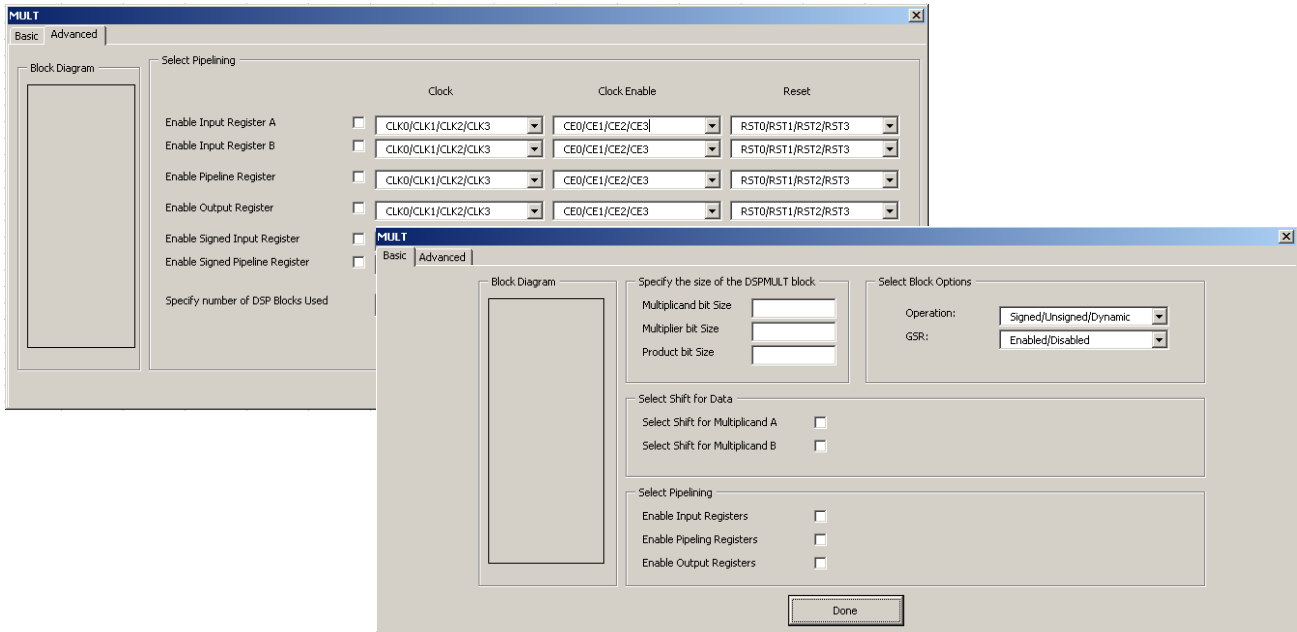 MULT
Basic Advanced
Block Diagram
Select Pipelining
Clock Clock Enable Reset
Enable Input Register A CLK0/CLK1/CLK2/CLK3 CE0/CE1/CE2/CE3 RST0/RST1/RST2/RST3
Enable Input Register B CLK0/CLK1/CLK2/CLK3 CE0/CE1/CE2/CE3 RST0/RST1/RST2/RST3
Enable Pipeline Register CLK0/CLK1/CLK2/CLK3 CE0/CE1/CE2/CE3 RST0/RST1/RST2/RST3
Enable Output Register CLK0/CLK1/CLK2/CLK3 CE0/CE1/CE2/CE3 RST0/RST1/RST2/RST3
Enable Signed Input Register
Enable Signed Pipeline Register
Specify number of DSP Blocks Used
MULT
Basic Advanced
Block Diagram
Specify the size of the DSPMULT block
Multiplicand bit Size
Multiplier bit Size
Product bit Size
Select Block Options
Operation: Signed/Unsigned/Dynamic
GSR: Enabled/Disabled
Select Shift for Data
Select Shift for Multiplicand A
Select Shift for Multiplicand B
Select Pipelining
Enable Input Registers
Enable Pipeling Registers
Enable Output Registers
Done